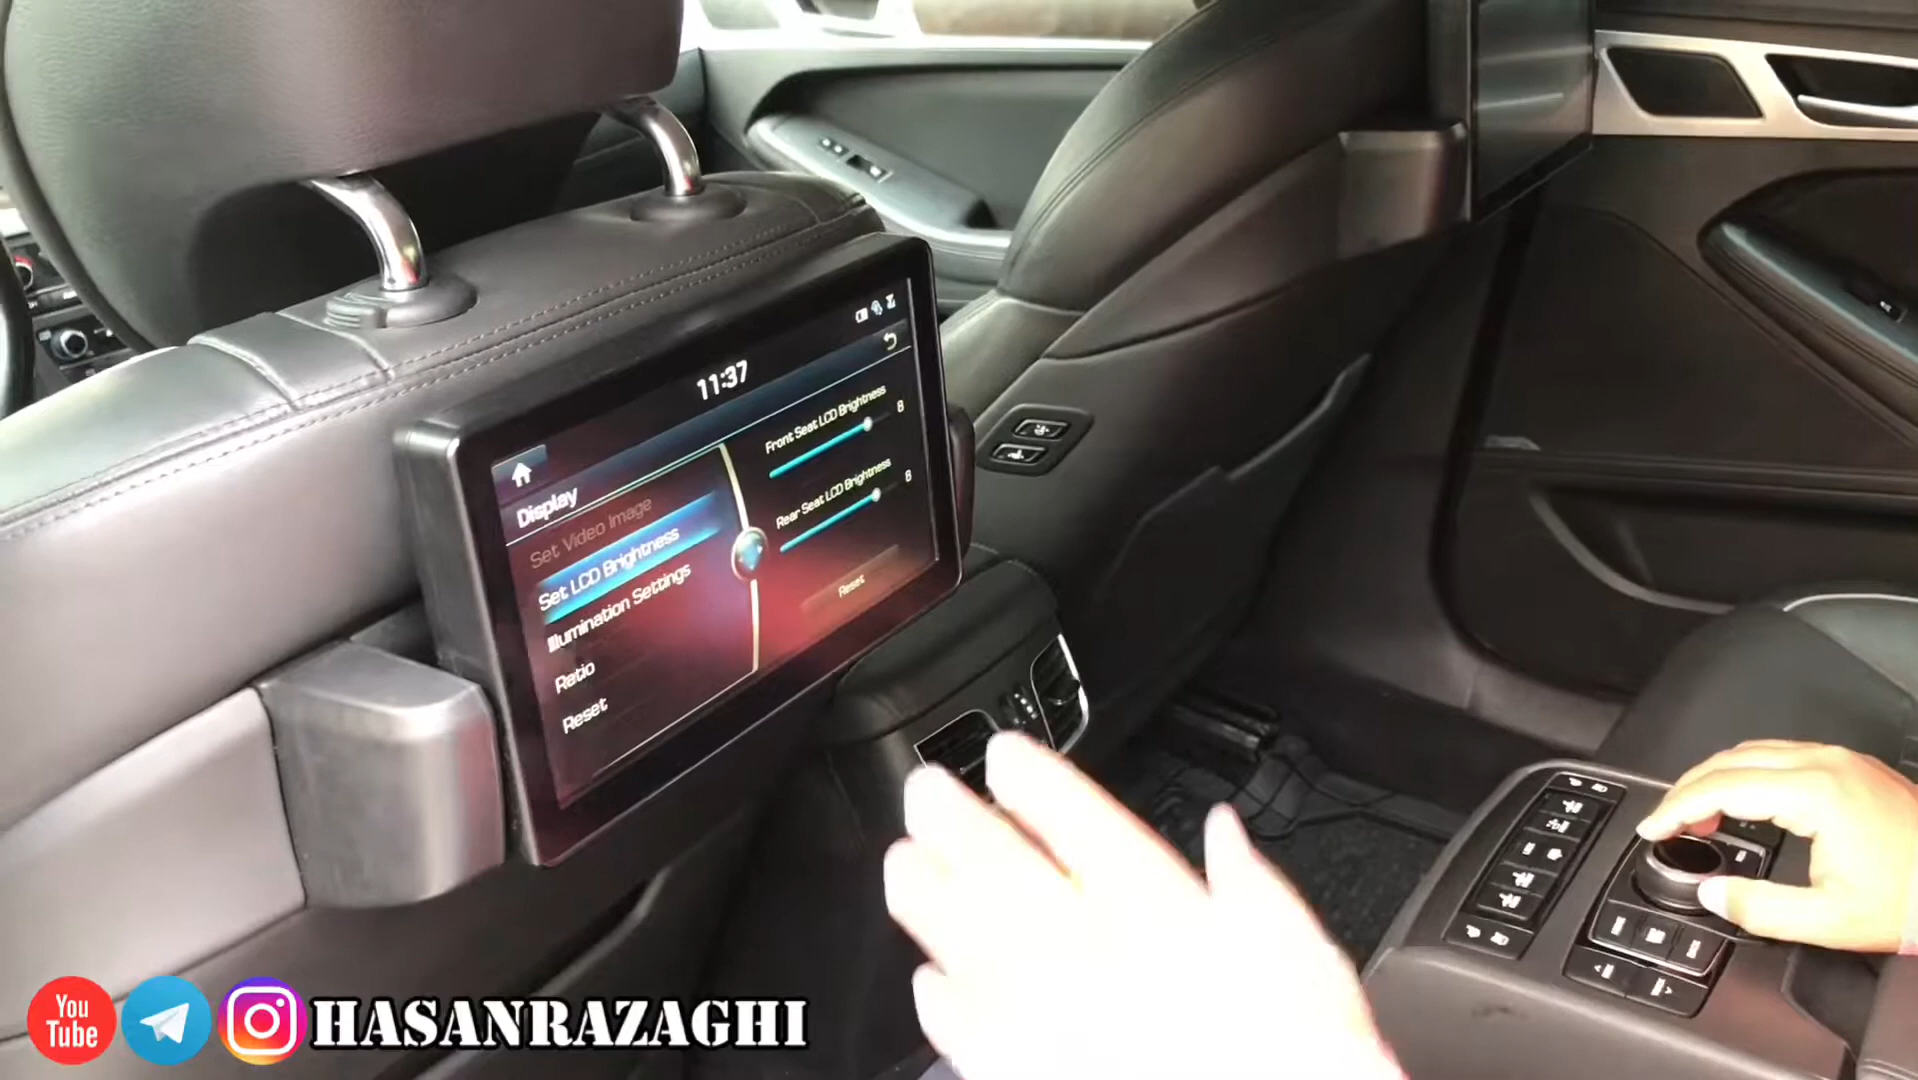 11:37
Display
Set Video Image
Set LCD Brightness
Illumination Settings
Ratio
Reset
Front Seat LCD Brightness
8
Rear Seat LCD Brightness
8
Reset
You
Tube
HASANRAZAGHI